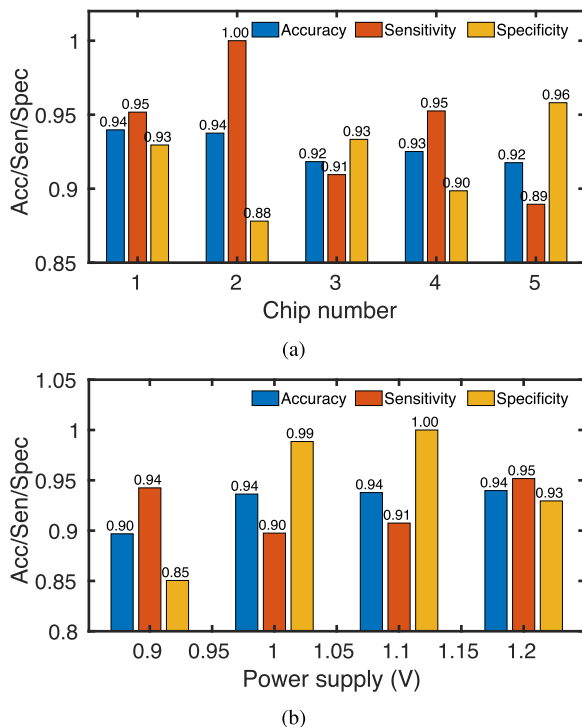 Acc/Sen/Spec
1
0.95
0.9
0.85
Accuracy Sensitivity Specificity
0.94 0.95 0.93
0.94 1.00 0.88
0.92 0.91 0.93
0.93 0.95 0.90
0.92 0.89 0.96
1 2 3 4 5
Chip number
(a)
Acc/Sen/Spec
1.05
1
0.95
0.9
0.85
0.8
Accuracy Sensitivity Specificity
0.90 0.94 0.85
0.94 0.90 0.99
0.94 0.91 1.00
0.94 0.95 0.93
0.9 0.95 1 1.05 1.1 1.15 1.2
Power supply (V)
(b)